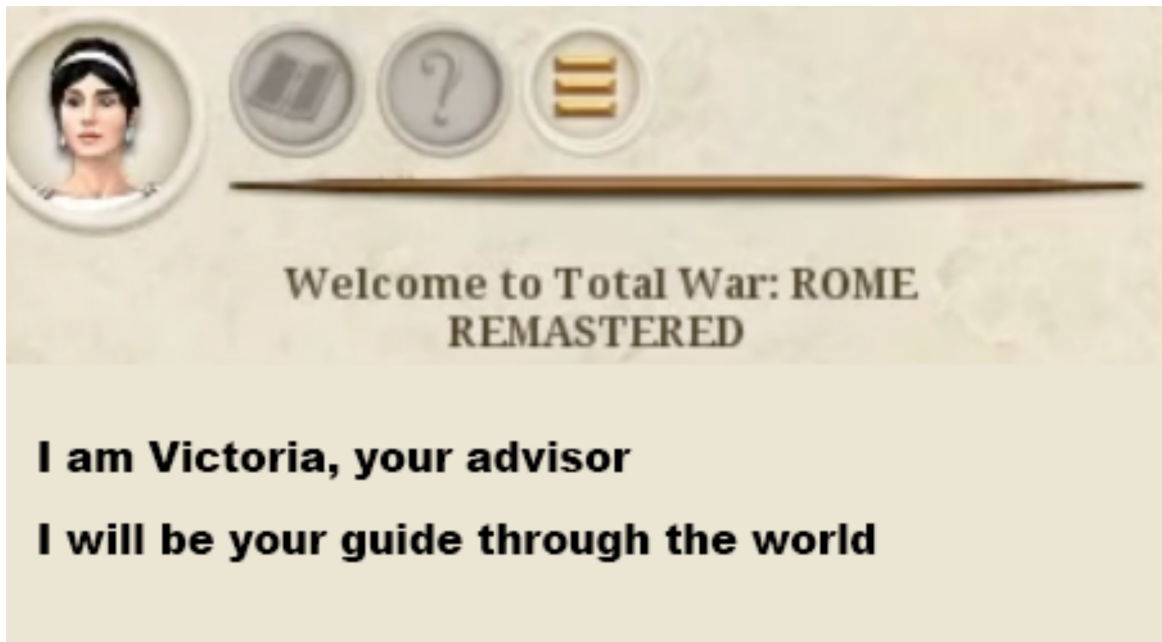 Welcome to Total War: ROME
REMASTERED
I am Victoria, your advisor
I will be your guide through the world